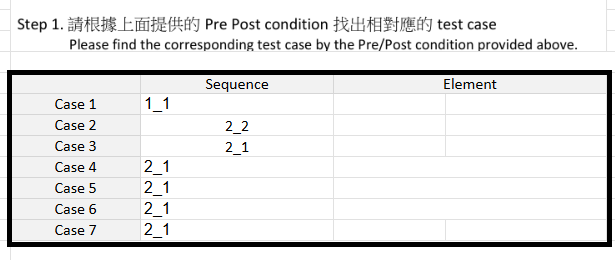 Step 1. 請根據上面提供的 Pre Post condition 找出相對應的 test case
Please find the corresponding test case by the Pre/Post condition provided above.
Sequence Element
Case 1 1_1
Case 2 2_2
Case 3 2_1
Case 4 2_1
Case 5 2_1
Case 6 2_1
Case 7 2_1